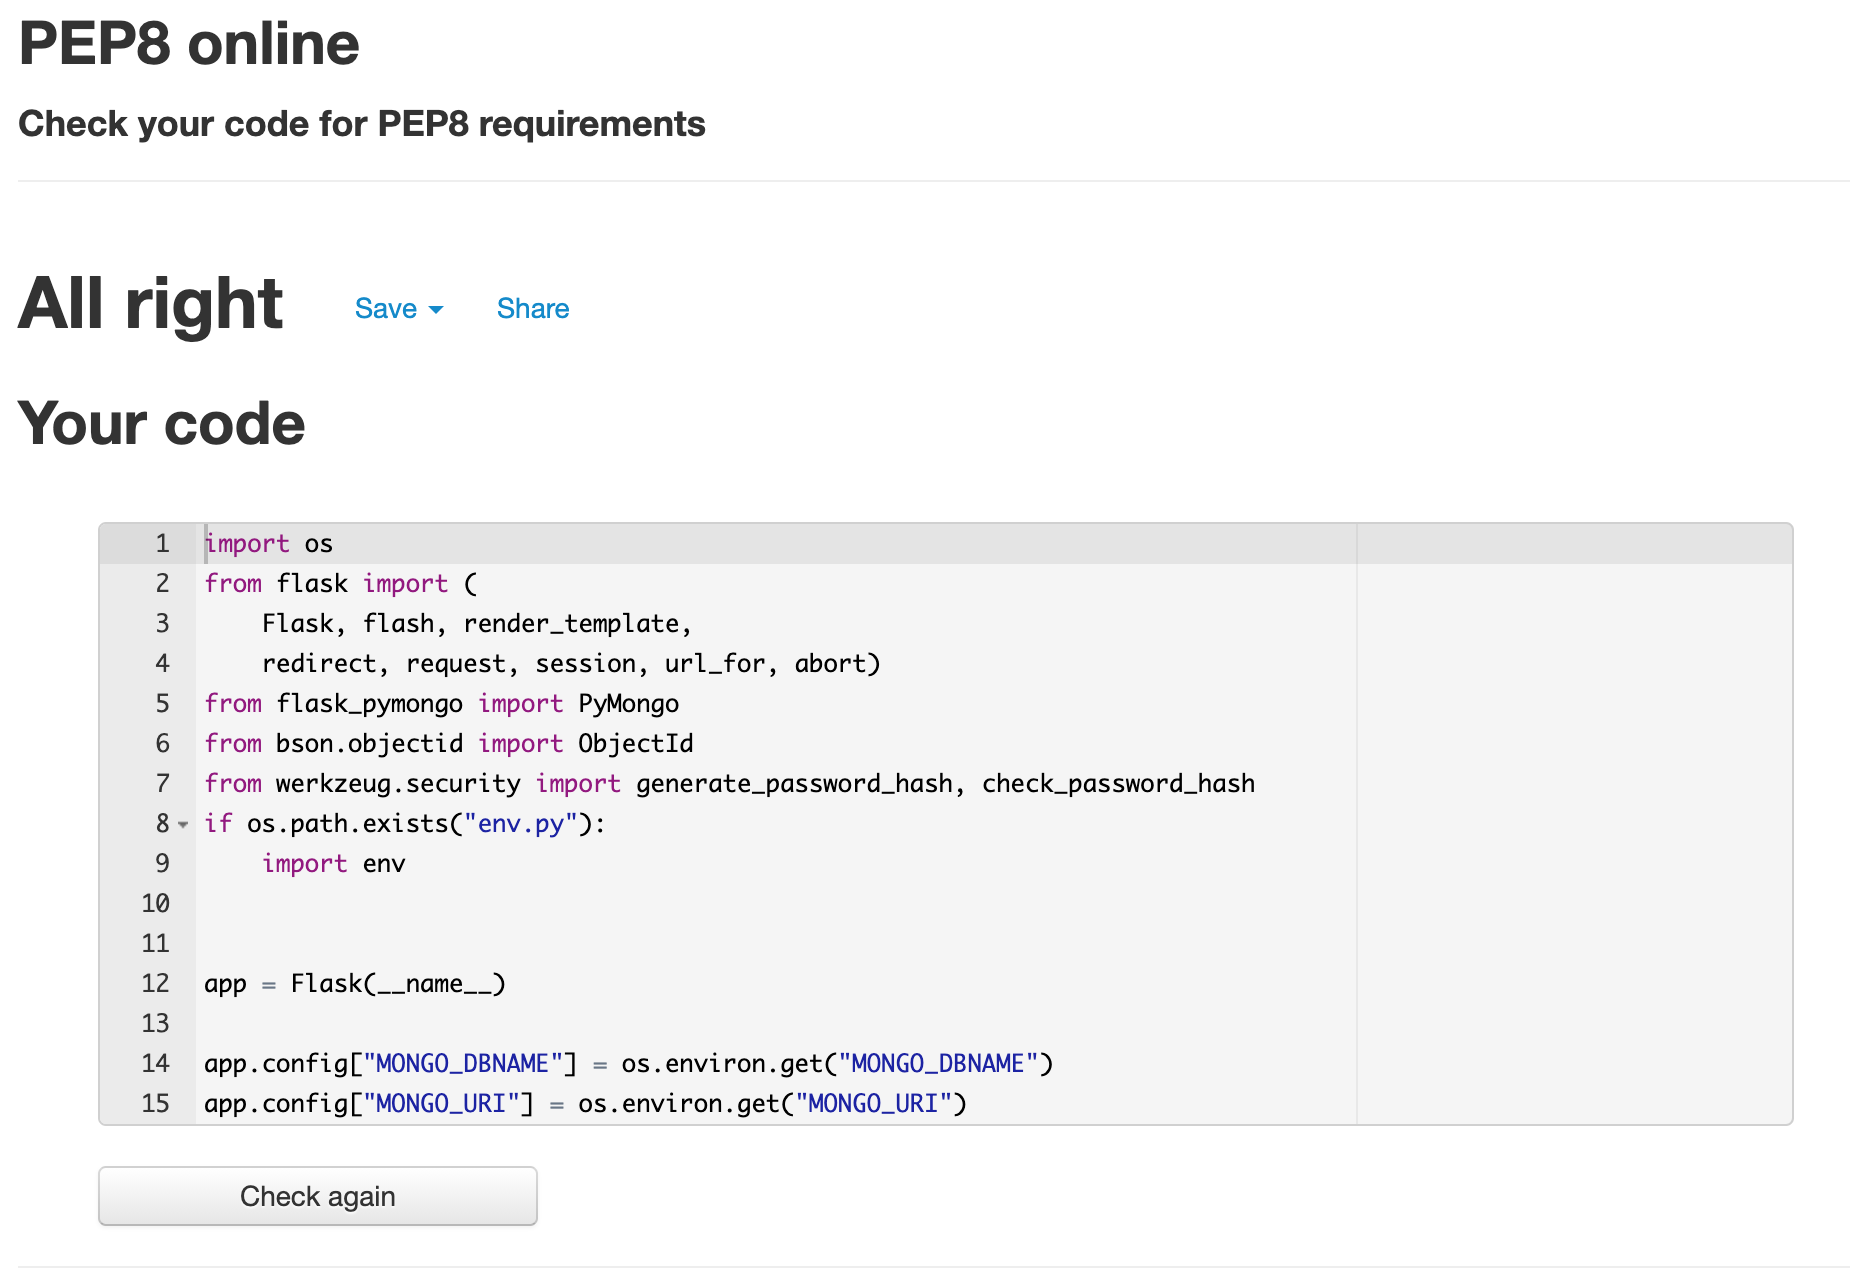 PEP8 online
Check your code for PEP8 requirements
All right Save Share
Your code
1 import os
2 from flask import (
3     Flask, flash, render_template,
4     redirect, request, session, url_for, abort)
5 from flask_pymongo import PyMongo
6 from bson.objectid import ObjectId
7 from werkzeug.security import generate_password_hash, check_password_hash
8 if os.path.exists("env.py"):
9     import env
10
11
12 app = Flask(__name__)
13
14 app.config["MONGO_DBNAME"] = os.environ.get("MONGO_DBNAME")
15 app.config["MONGO_URI"] = os.environ.get("MONGO_URI")
Check again